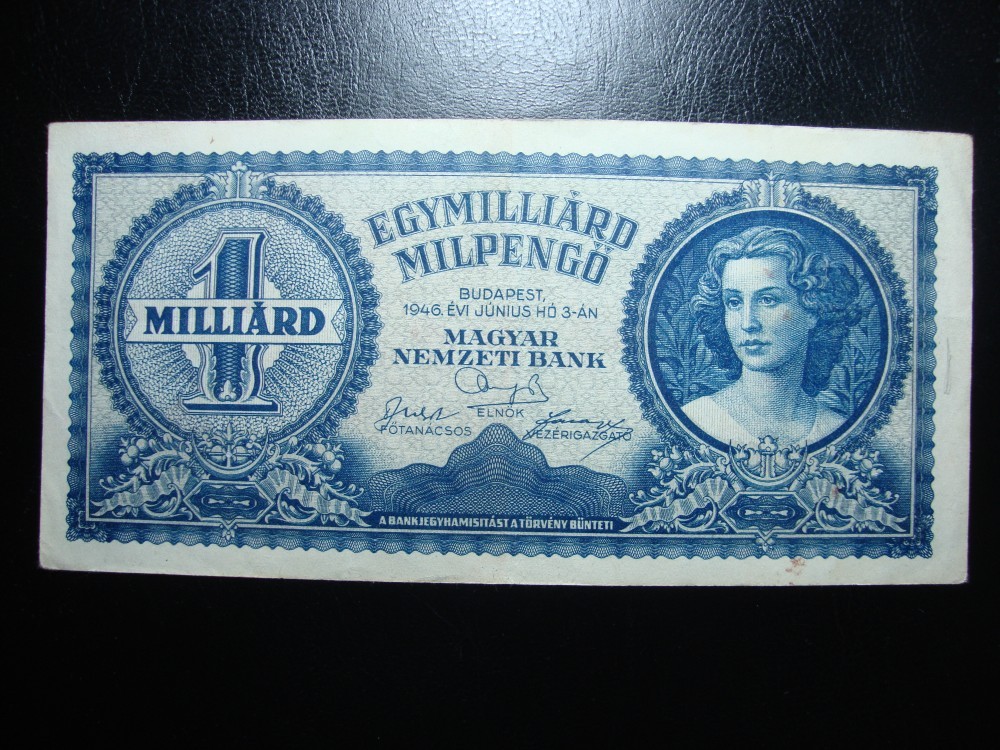 1
MILLIÁRD
EGYMILLIÁRD
MILPENGŐ
BUDAPEST,
1946. ÉVI JÚNIUS HÓ 3-ÁN
MAGYAR
NEMZETI BANK
ELNÖK
FŐTANÁCSOS
VEZÉRIGAZGATÓ
A BANKJEGYHAMISITÁST A TÖRVÉNY BÜNTETI